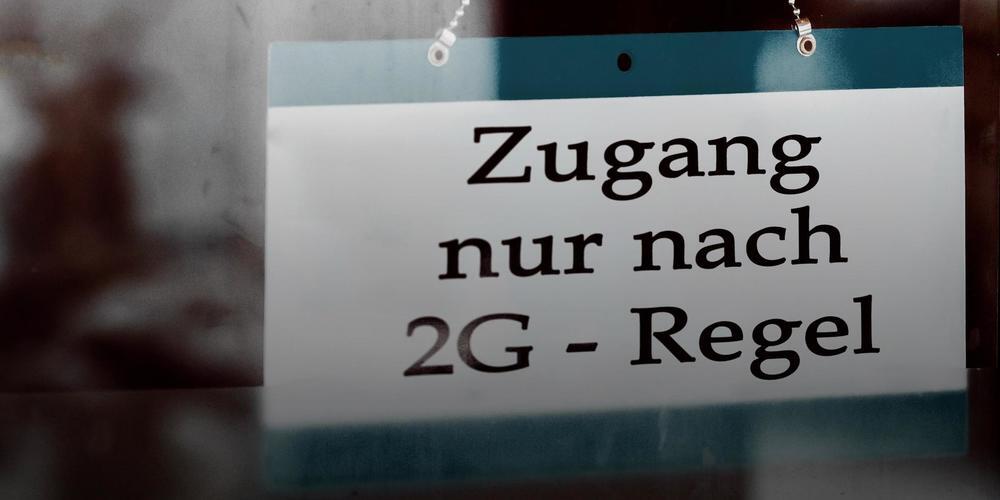 Zugang
nur nach
2G - Regel